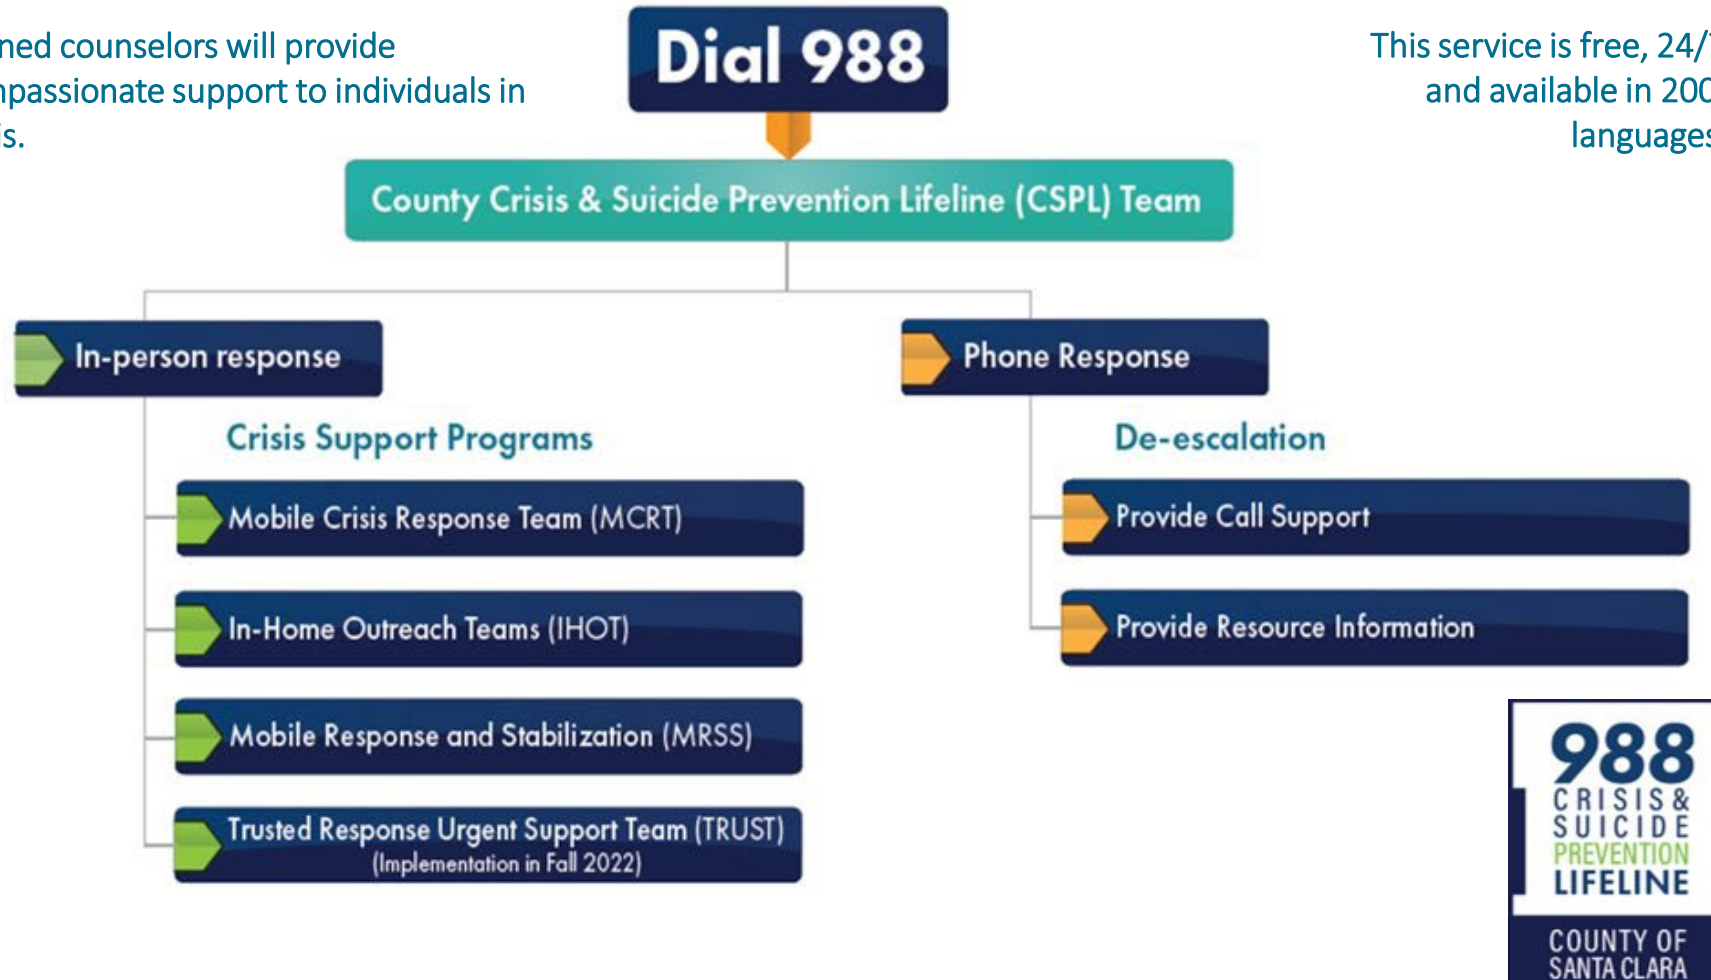 ned counselors will provide
mpassionate support to individuals in
is.
Dial 988
This service is free, 24/7
and available in 200
languages
County Crisis & Suicide Prevention Lifeline (CSPL) Team
In-person response
Phone Response
Crisis Support Programs
De-escalation
Mobile Crisis Response Team (MCRT)
Provide Call Support
In-Home Outreach Teams (IHOT)
Provide Resource Information
Mobile Response and Stabilization (MRSS)
Trusted Response Urgent Support Team (TRUST)
(Implementation in Fall 2022)
988
CRISIS &
SUICIDE
PREVENTION
LIFELINE
COUNTY OF
SANTA CLARA